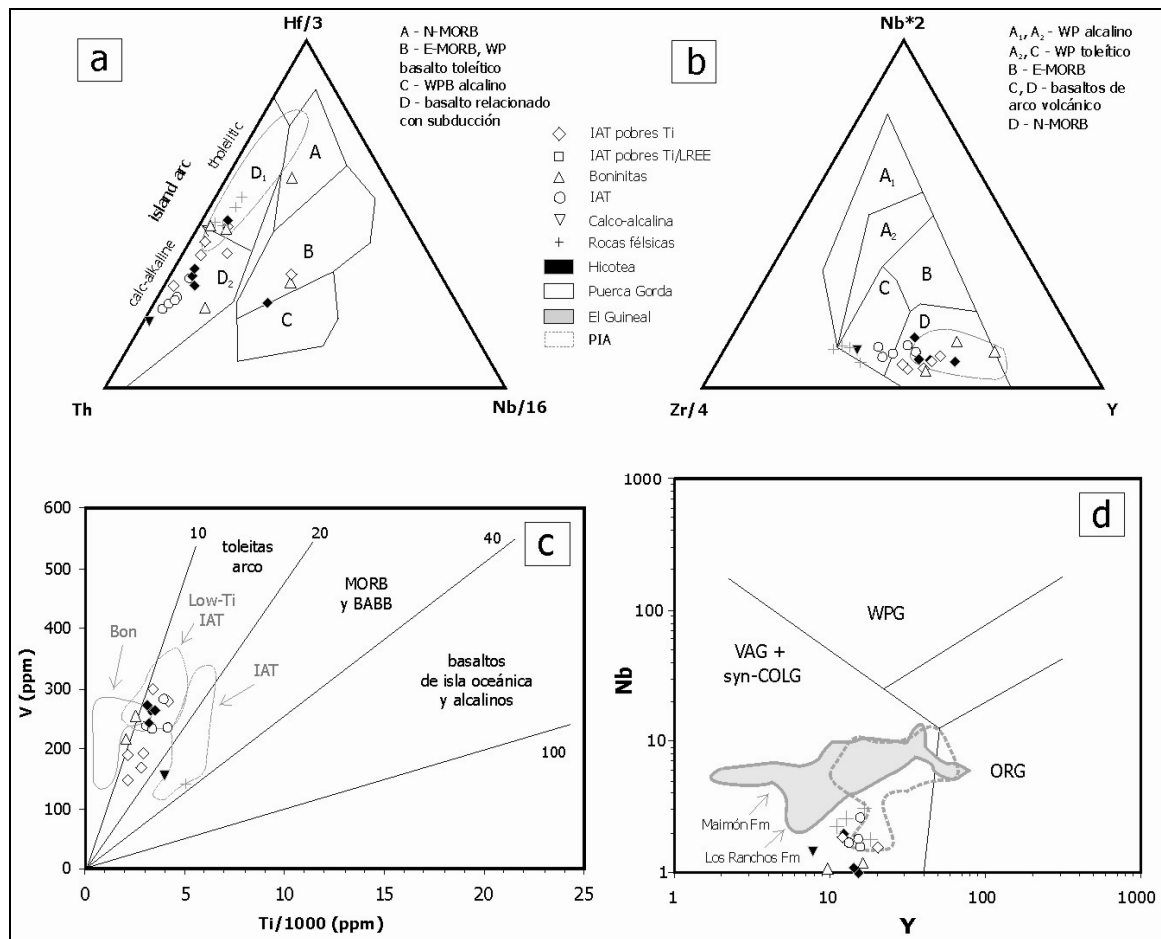 Hf/3
a
A - N-MORB
B - E-MORB, WP
basalto toleítico
C - WPB alcalino
D - basalto relacionado
con subducción
island arc
tholeiitic
calc-alkaline
A
D1
B
D2
C
Th
Nb/16
IAT pobres Ti
IAT pobres Ti/LREE
Boninitas
IAT
Calco-alcalina
Rocas félsicas
Hicotea
Puerca Gorda
El Guineal
PIA
Nb*2
b
A1, A2 - WP alcalino
A2, C - WP toleítico
B - E-MORB
C, D - basaltos de
arco volcánico
D - N-MORB
A1
A2
B
C
D
Zr/4
Y
600
500
400
300
200
100
0
V (ppm)
10
toleitas
arco
20
40
c
MORB
y BABB
Low-Ti
IAT
Bon
IAT
basaltos
de isla oceánica
y alcalinos
100
0
5
10
15
20
25
Ti/1000 (ppm)
1000
100
10
1
Nb
d
WPG
VAG +
syn-COLG
ORG
Maimón Fm
Los Ranchos Fm
1
10
100
1000
Y